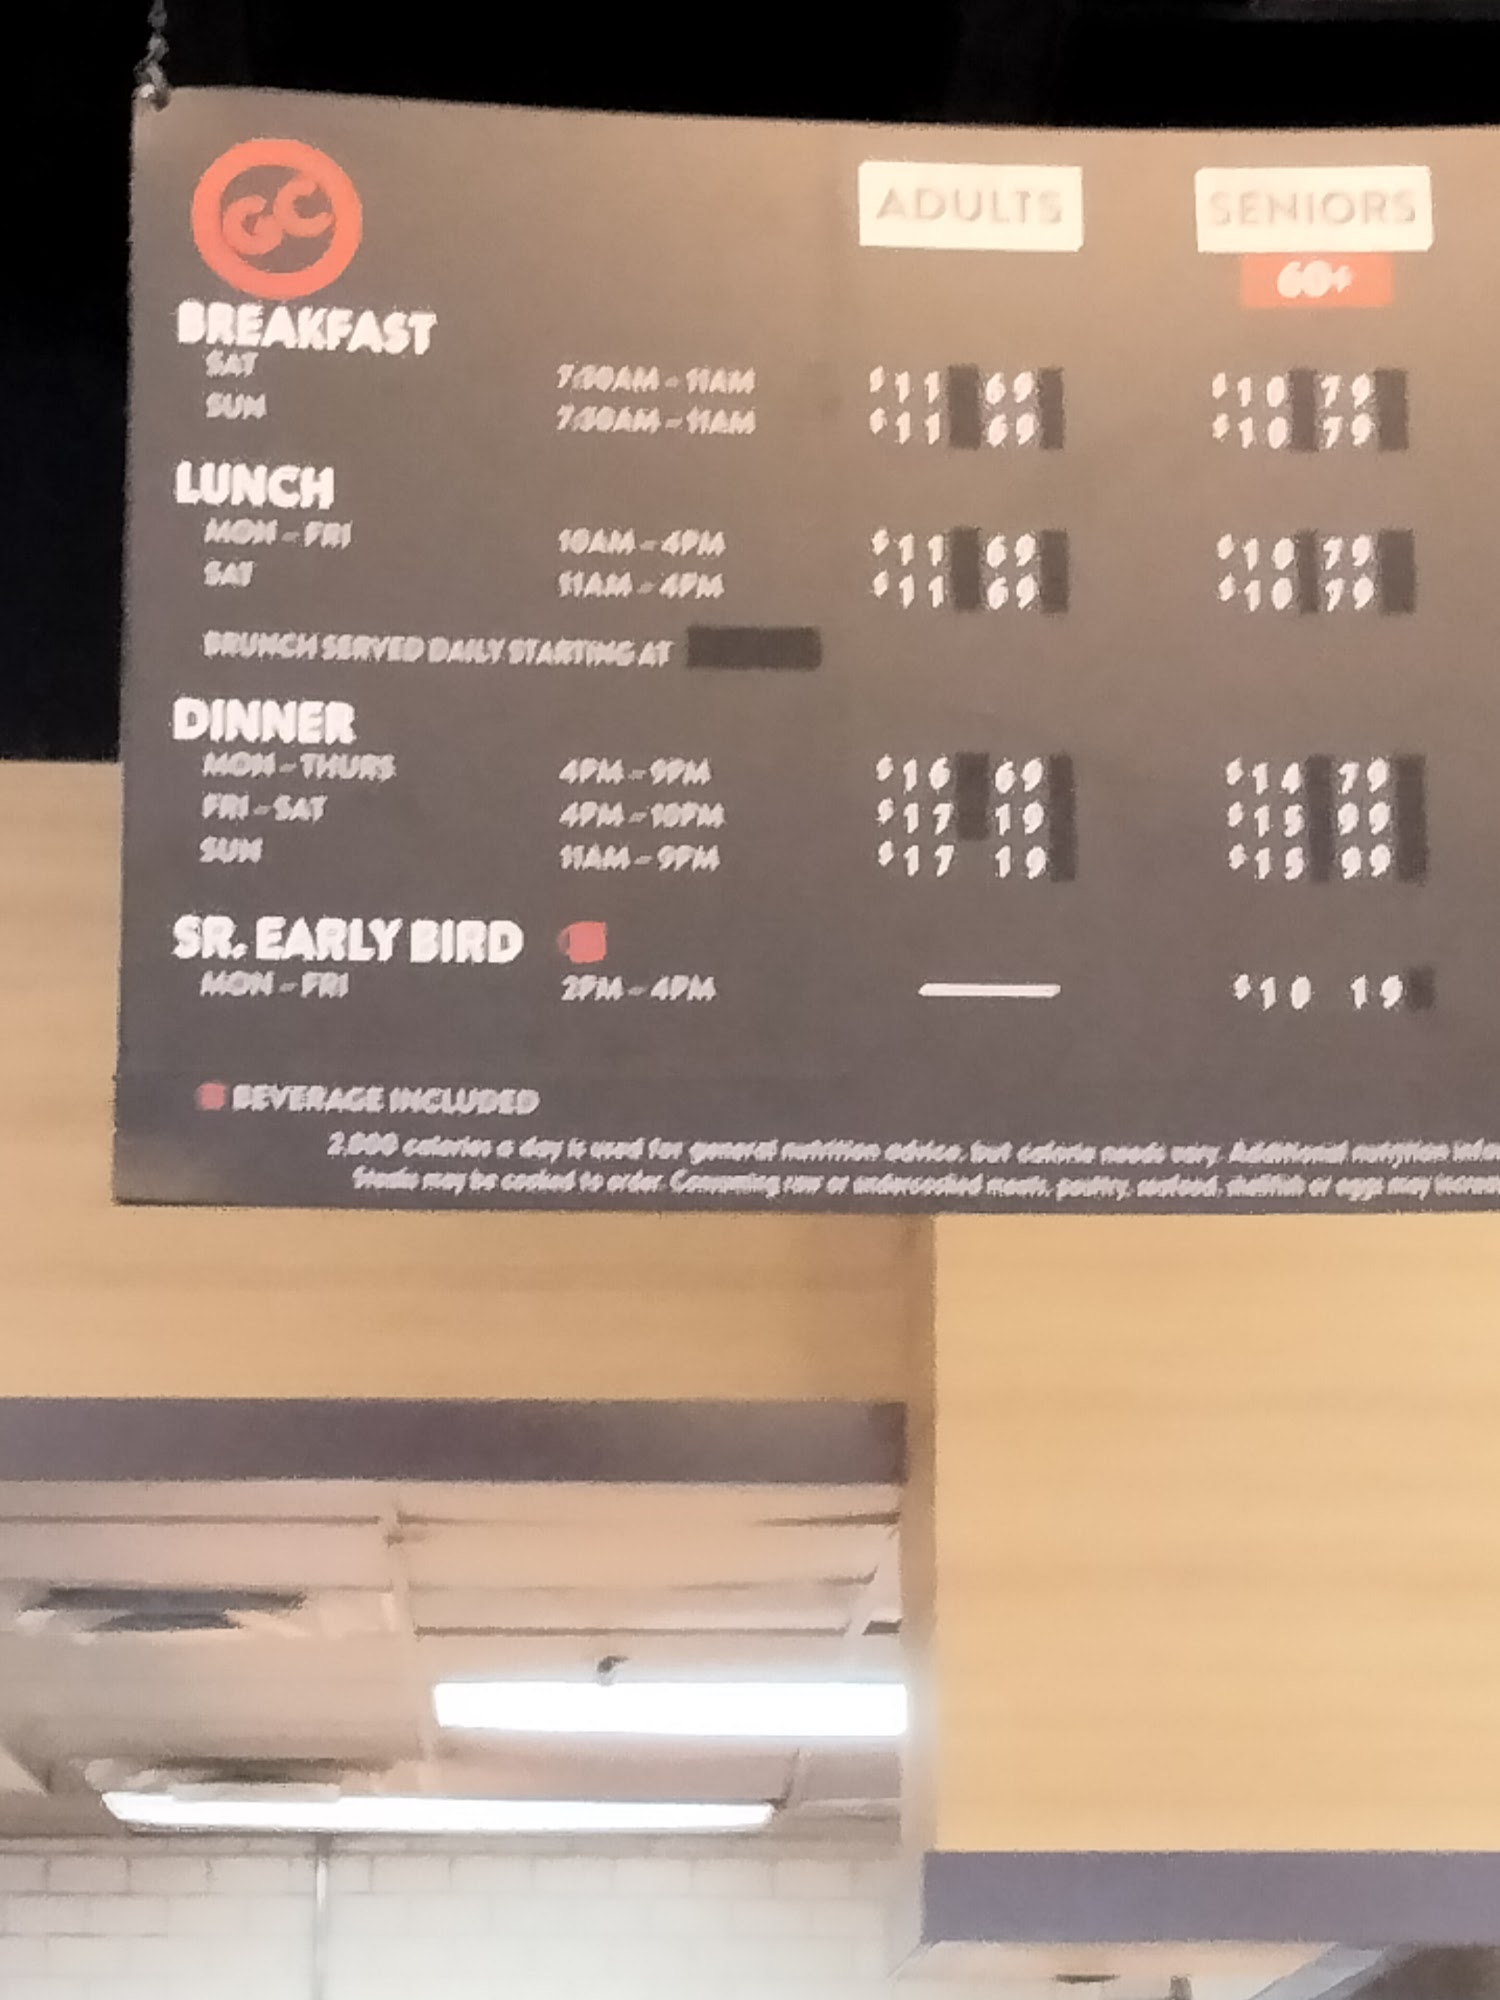 GC
ADULTS SENIORS
60+
BREAKFAST
SAT 7:30AM - 11AM $11 69 $10 79
SUN 7:30AM - 11AM $11 69 $10 79
LUNCH
MON - FRI 10AM - 4PM $11 69 $10 79
SAT 11AM - 4PM $11 69 $10 79
BRUNCH SERVED DAILY STARTING AT
DINNER
MON - THURS 4PM - 9PM $16 69 $14 79
FRI - SAT 4PM - 10PM $17 19 $15 99
SUN 11AM - 9PM $17 19 $15 99
SR. EARLY BIRD
MON - FRI 2PM - 4PM $10 19
BEVERAGE INCLUDED
2,000 calories a day is used for general nutrition advice, but calorie needs vary. Additional nutrition
Steaks may be cooked to order. Consuming raw or undercooked meats, poultry, seafood, shellfish or eggs may